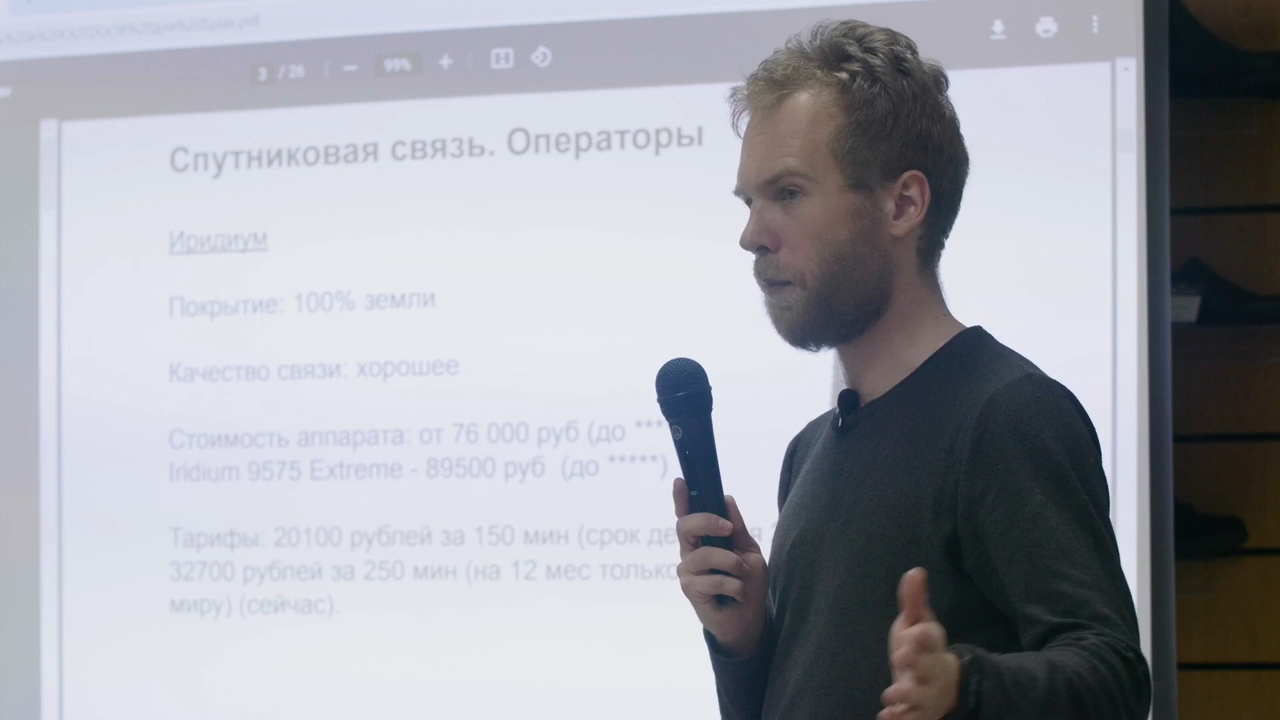 3 / 26
99%
Спутниковая связь. Операторы
Иридиум
Покрытие: 100% земли
Качество связи: хорошее
Стоимость аппарата: от 76 000 руб (до ***
Iridium 9575 Extreme - 89500 руб (до *****)
Тарифы: 20100 рублей за 150 мин (срок
32700 рублей за 250 мин (на 12 мес только
миру) (сейчас).